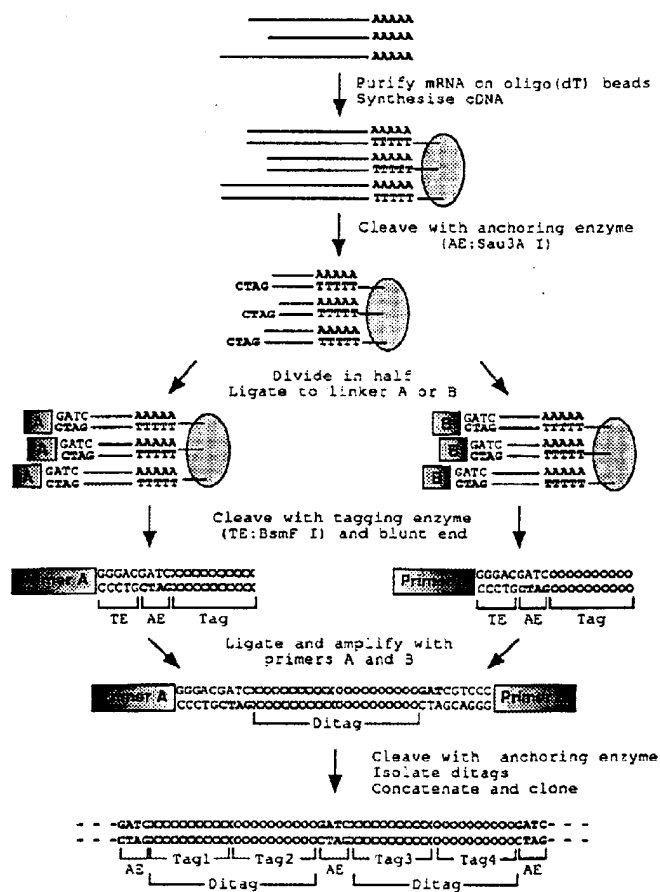 AAAAA
AAAAA
AAAAA
Purify mRNA on oligo(dT) beads
Synthesise cDNA
AAAAA
TTTTT
AAAAA
TTTTT
AAAAA
TTTTT
Cleave with anchoring enzyme
(AE:Sau3A I)
AAAAA
CTAG TTTTT
AAAAA
CTAG TTTTT
AAAAA
CTAG TTTTT
Divide in half
Ligate to linker A or B
A GATC AAAAA
CTAG TTTTT
A GATC AAAAA
CTAG TTTTT
A GATC AAAAA
CTAG TTTTT
B GATC AAAAA
CTAG TTTTT
B GATC AAAAA
CTAG TTTTT
B GATC AAAAA
CTAG TTTTT
Cleave with tagging enzyme
(TE:BsmF I) and blunt end
Primer A GGGACGATCXXXXXXXXXX
CCCTGCTAGXXXXXXXXXX
TE AE Tag
Primer GGGACGATCOOOOOOOOOO
CCCTGCTAGOOOOOOOOOO
TE AE Tag
Ligate and amplify with
primers A and B
Primer A GGGACGATCXXXXXXXXXXOOOOOOOOOOGATCGTCCC Primer
CCCTGCTAGXXXXXXXXXXOOOOOOOOOOCTAGCAGGG
Ditag
Cleave with anchoring enzyme
Isolate ditags
Concatenate and clone
- - -GATCXXXXXXXXXXOOOOOOOOOOGATCXXXXXXXXXXOOOOOOOOOOGATC- - -
- - -CTAGXXXXXXXXXXOOOOOOOOOOCTAGXXXXXXXXXXOOOOOOOOOOCTAG- - -
AE Tag1 Tag2 AE Tag3 Tag4 AE
Ditag Ditag